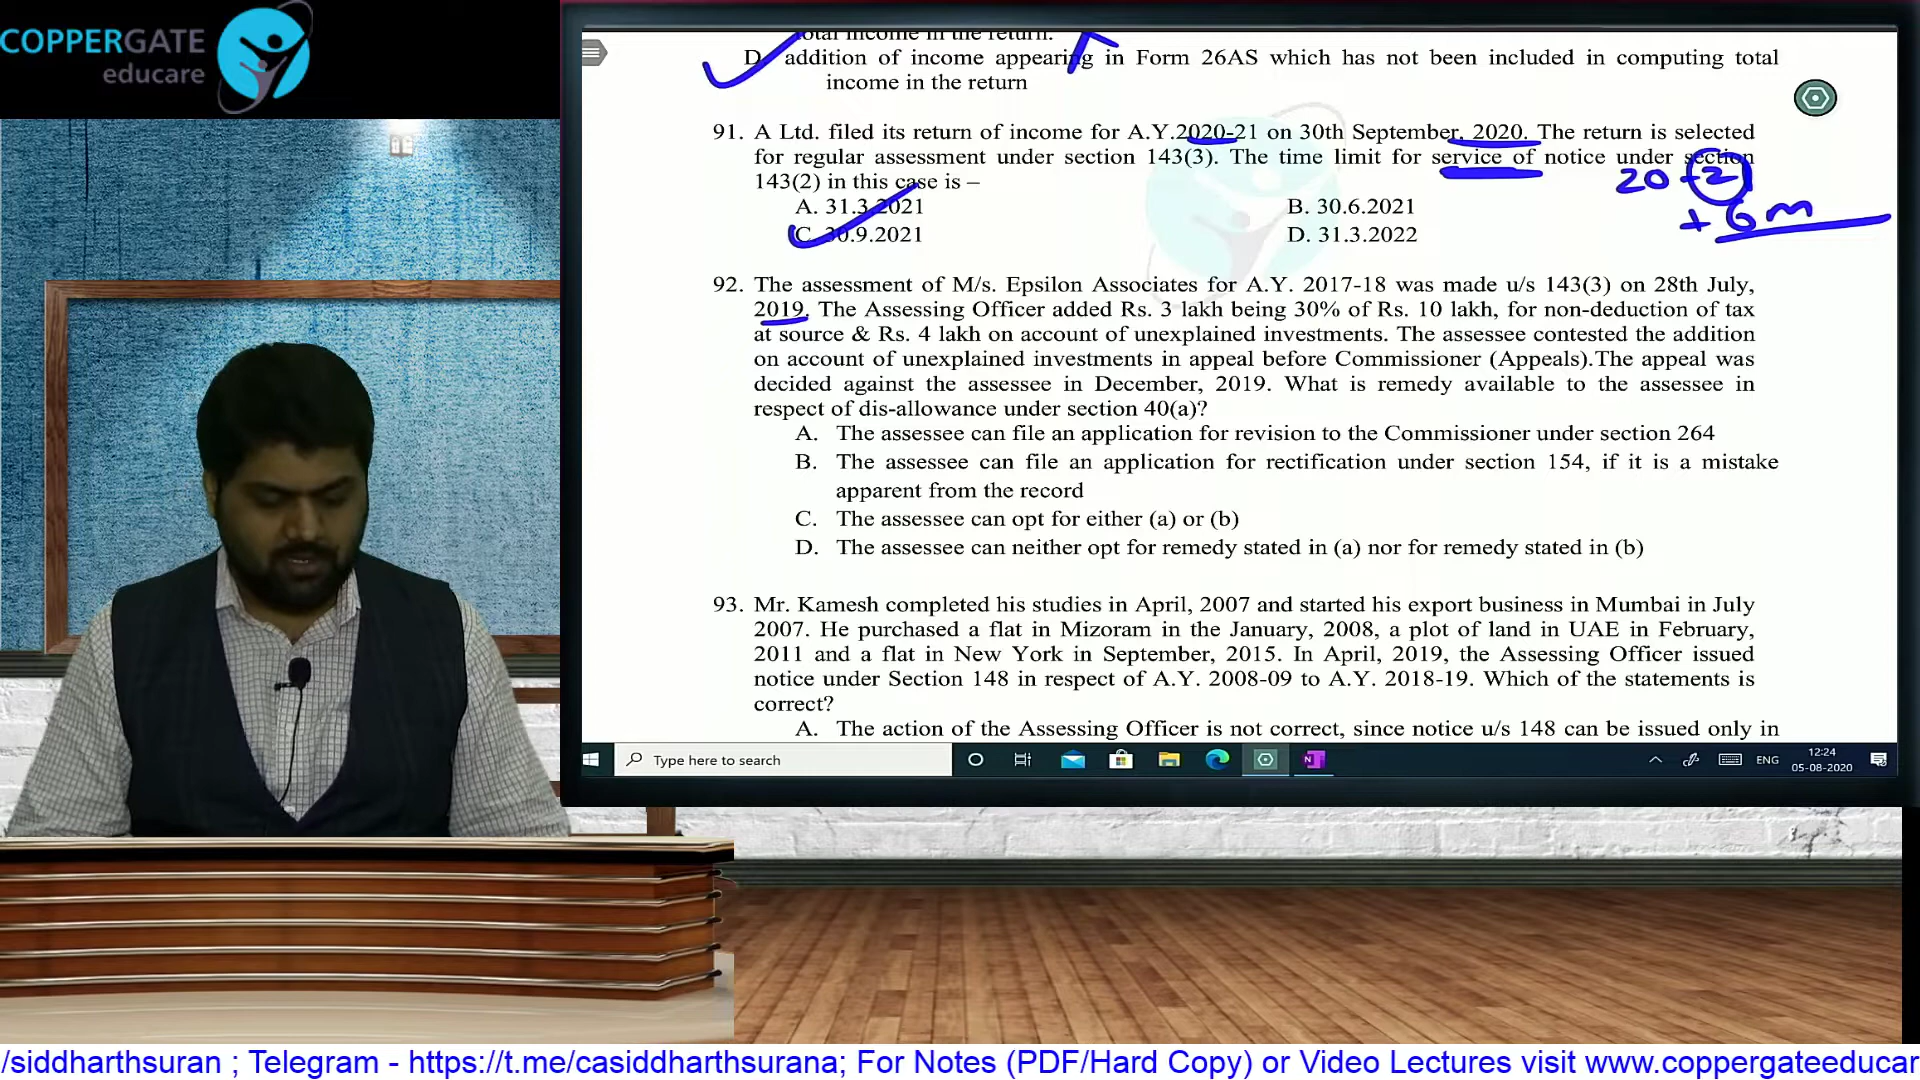 COPPERGATE
educare
total income in the return.
D. addition of income appearing in Form 26AS which has not been included in computing total
income in the return
91. A Ltd. filed its return of income for A.Y.2020-21 on 30th September, 2020. The return is selected
for regular assessment under section 143(3). The time limit for service of notice under section
143(2) in this case is –
20-21
+6m
A. 31.3.2021 B. 30.6.2021
C. 30.9.2021 D. 31.3.2022
92. The assessment of M/s. Epsilon Associates for A.Y. 2017-18 was made u/s 143(3) on 28th July,
2019. The Assessing Officer added Rs. 3 lakh being 30% of Rs. 10 lakh, for non-deduction of tax
at source & Rs. 4 lakh on account of unexplained investments. The assessee contested the addition
on account of unexplained investments in appeal before Commissioner (Appeals).The appeal was
decided against the assessee in December, 2019. What is remedy available to the assessee in
respect of dis-allowance under section 40(a)?
A. The assessee can file an application for revision to the Commissioner under section 264
B. The assessee can file an application for rectification under section 154, if it is a mistake
apparent from the record
C. The assessee can opt for either (a) or (b)
D. The assessee can neither opt for remedy stated in (a) nor for remedy stated in (b)
93. Mr. Kamesh completed his studies in April, 2007 and started his export business in Mumbai in July
2007. He purchased a flat in Mizoram in the January, 2008, a plot of land in UAE in February,
2011 and a flat in New York in September, 2015. In April, 2019, the Assessing Officer issued
notice under Section 148 in respect of A.Y. 2008-09 to A.Y. 2018-19. Which of the statements is
correct?
A. The action of the Assessing Officer is not correct, since notice u/s 148 can be issued only in
Type here to search
ENG
12:24
05-08-2020
/siddharthsuran ; Telegram - https://t.me/casiddharthsurana; For Notes (PDF/Hard Copy) or Video Lectures visit www.coppergateeducar